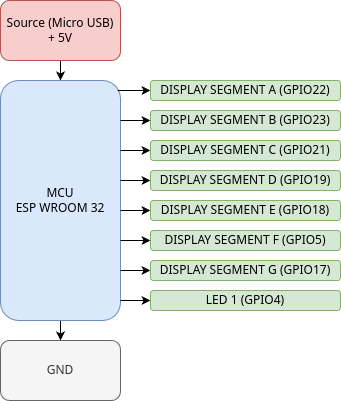 Source (Micro USB)
+ 5V
DISPLAY SEGMENT A (GPIO22)
DISPLAY SEGMENT B (GPIO23)
DISPLAY SEGMENT C (GPIO21)
DISPLAY SEGMENT D (GPIO19)
MCU
ESP WROOM 32
DISPLAY SEGMENT E (GPIO18)
DISPLAY SEGMENT F (GPIO5)
DISPLAY SEGMENT G (GPIO17)
LED 1 (GPIO4)
GND